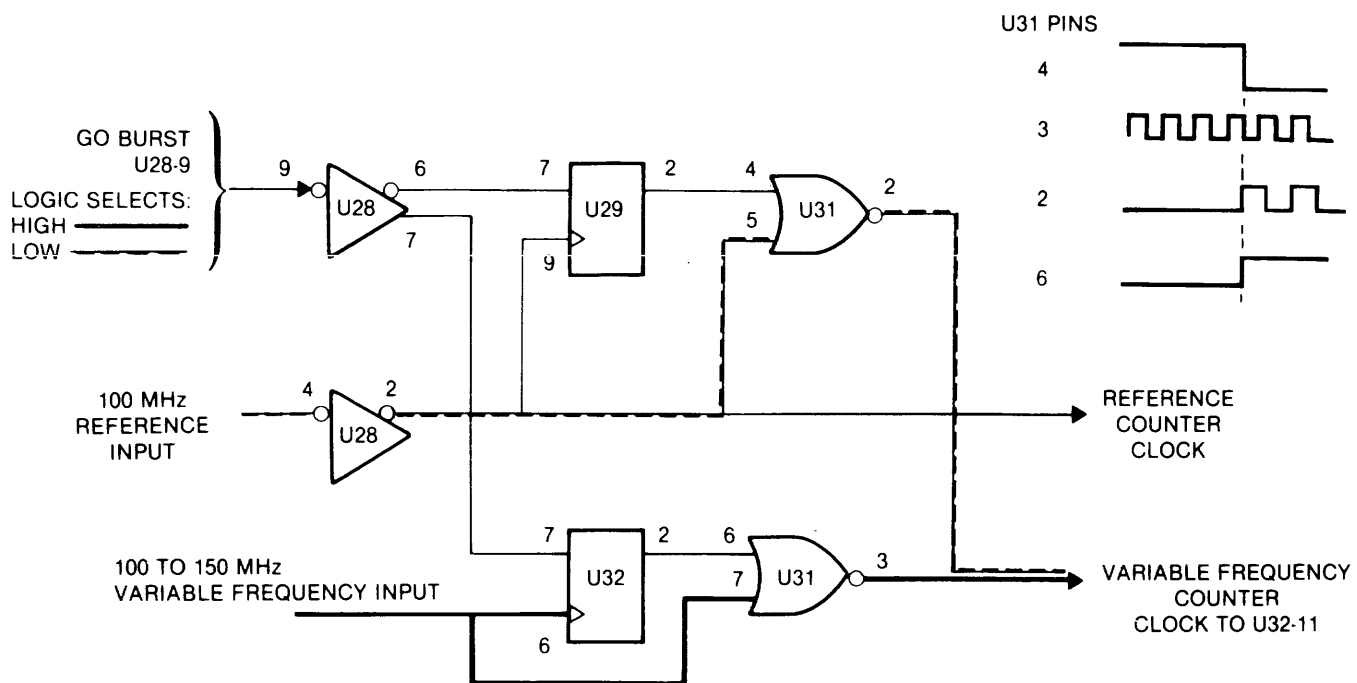 U31 PINS
4
3
2
6
GO BURST
U28-9
LOGIC SELECTS:
HIGH
LOW
9
U28
6
7
7
U29
2
9
4
5
U31
2
100 MHz
REFERENCE
INPUT
4
U28
2
REFERENCE
COUNTER
CLOCK
100 TO 150 MHz
VARIABLE FREQUENCY INPUT
7
U32
2
6
6
7
U31
3
VARIABLE FREQUENCY
COUNTER
CLOCK TO U32-11